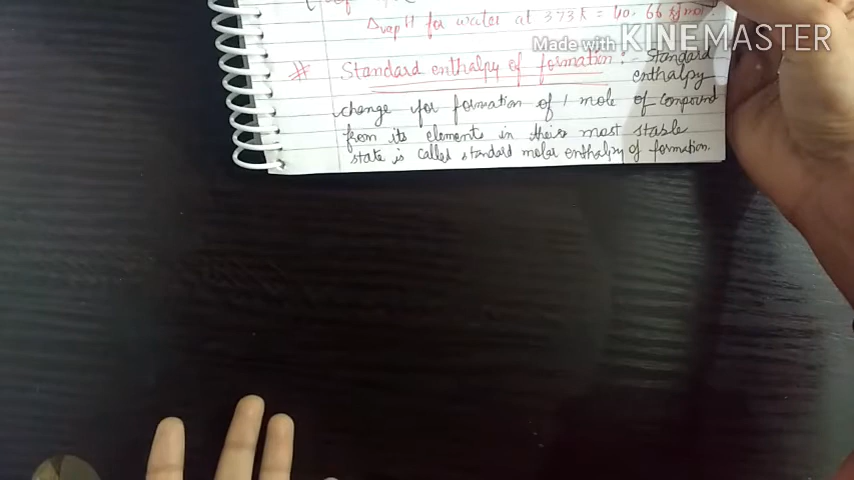 Δvap H for water at 373 K = 40.66 kJ/mol.
Made with KINEMASTER
# Standard enthalpy of formation :- Standard
enthalpy
change for formation of 1 mole of compound
from its elements in their most stable
state is called standard molar enthalpy of formation.